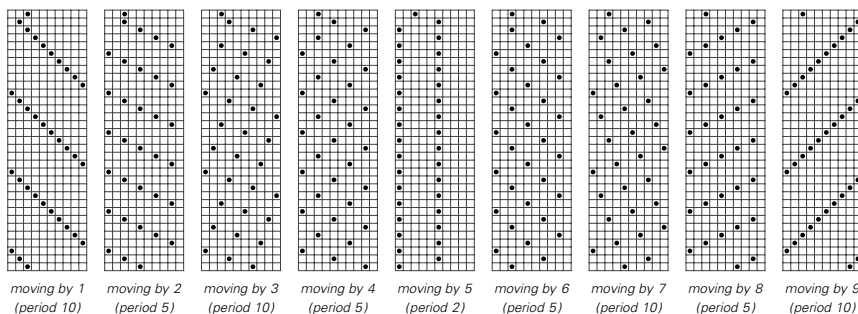 moving by 1 moving by 2 moving by 3 moving by 4 moving by 5 moving by 6 moving by 7 moving by 8 moving by 9
(period 10) (period 5) (period 10) (period 5) (period 2) (period 5) (period 10) (period 5) (period 10)